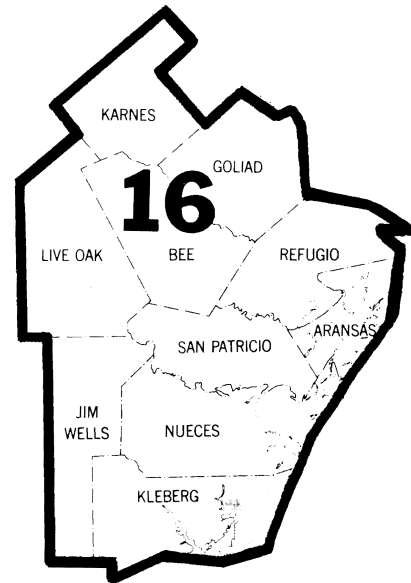 KARNES
GOLIAD
16
LIVE OAK
BEE
REFUGIO
ARANSAS
SAN PATRICIO
JIM
WELLS
NUECES
KLEBERG